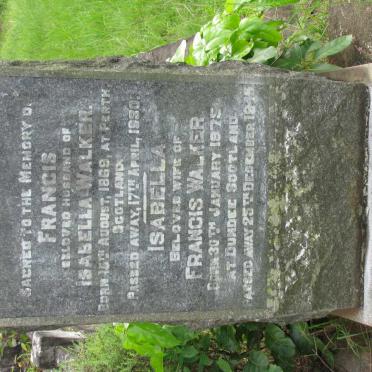 SACRED TO THE MEMORY OF
FRANCIS
BELOVED HUSBAND OF
ISABELLA WALKER.
BORN 10TH AUGUST, 1868, AT PERTH
SCOTLAND.
PASSED AWAY, 17TH APRIL, 1930.
ISABELLA
BELOVED WIFE OF
FRANCIS WALKER
BORN 30TH JANUARY 1875
AT DUNDEE SCOTLAND
PASSED AWAY DECEMBER